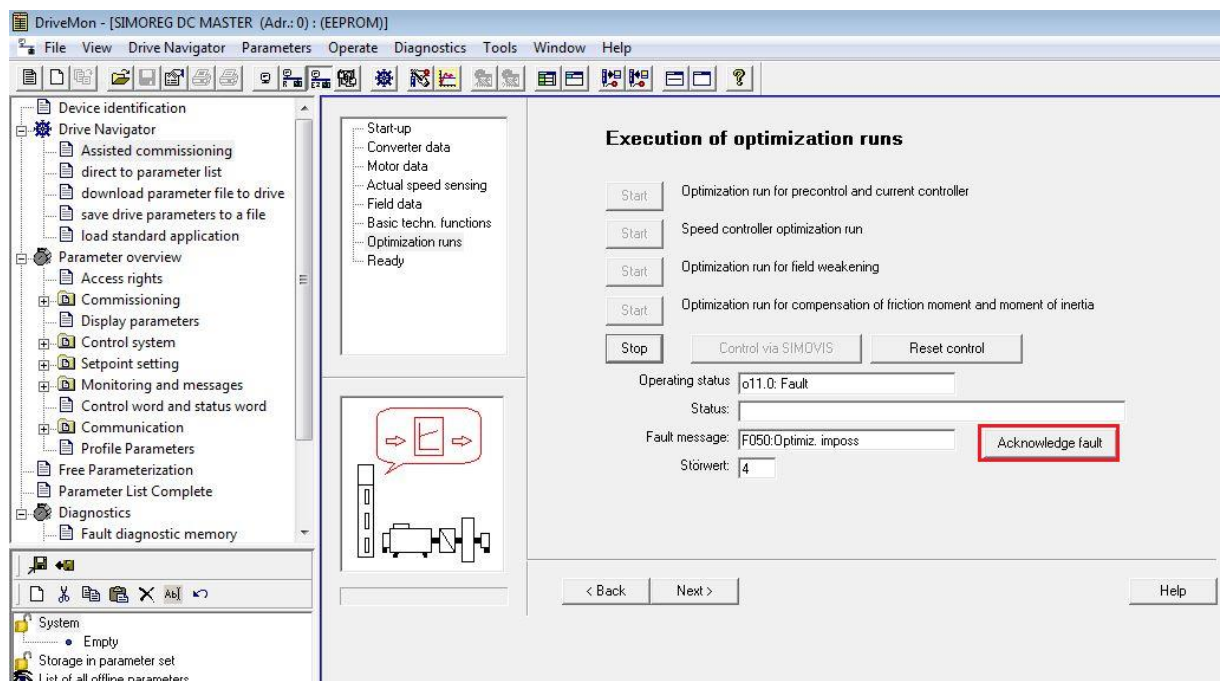 DriveMon - [SIMOREG DC MASTER (Adr.: 0) : (EEPROM)]
File View Drive Navigator Parameters Operate Diagnostics Tools Window Help
Device identification
Drive Navigator
Assisted commissioning
direct to parameter list
download parameter file to drive
save drive parameters to a file
load standard application
Parameter overview
Access rights
Commissioning
Display parameters
Control system
Setpoint setting
Monitoring and messages
Control word and status word
Communication
Profile Parameters
Free Parameterization
Parameter List Complete
Diagnostics
Fault diagnostic memory
System
Empty
Storage in parameter set
List of all offline parameters
Start-up
Converter data
Motor data
Actual speed sensing
Field data
Basic techn. functions
Optimization runs
Ready
Execution of optimization runs
Start Optimization run for precontrol and current controller
Start Speed controller optimization run
Start Optimization run for field weakening
Start Optimization run for compensation of friction moment and moment of inertia
Stop Control via SIMOVIS Reset control
Operating status o11.0: Fault
Status:
Fault message: F050:Optimiz. imposs Acknowledge fault
Störwert: 4
< Back Next > Help